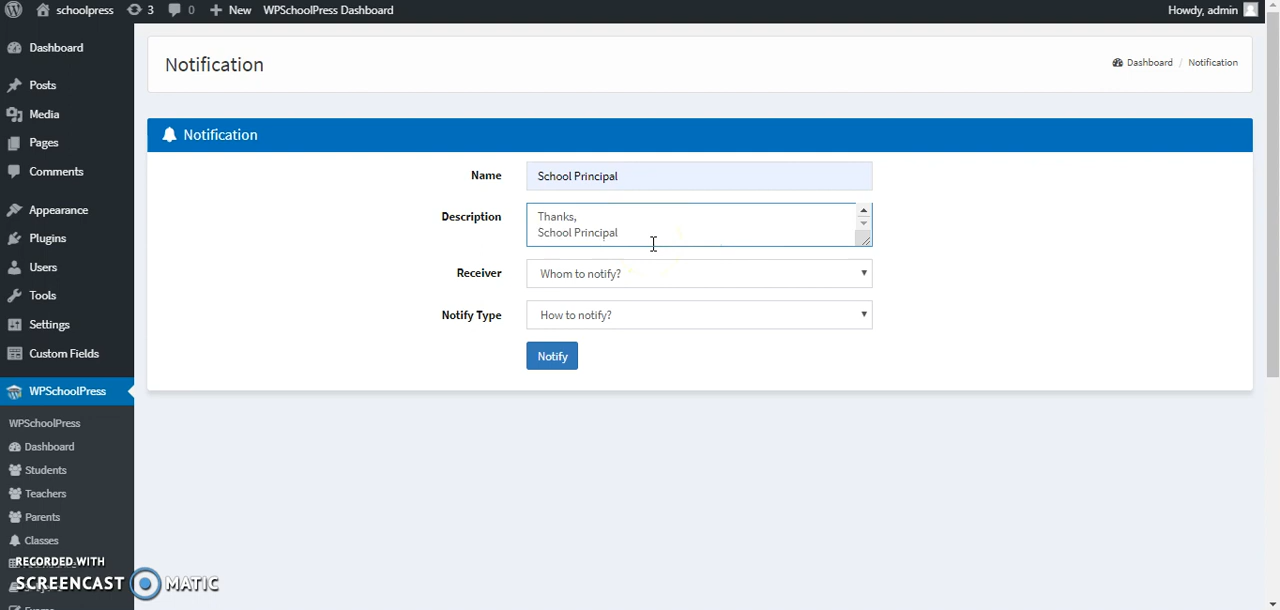 schoolpress 3 0 New WPSchoolPress Dashboard Howdy, admin
Dashboard
Posts
Media
Pages
Comments
Appearance
Plugins
Users
Tools
Settings
Custom Fields
WPSchoolPress
WPSchoolPress
Dashboard
Students
Teachers
Parents
Classes
RECORDED WITH
SCREENCAST MATIC
Notification
Dashboard / Notification
Notification
Name School Principal
Description Thanks,
School Principal
Receiver Whom to notify?
Notify Type How to notify?
Notify